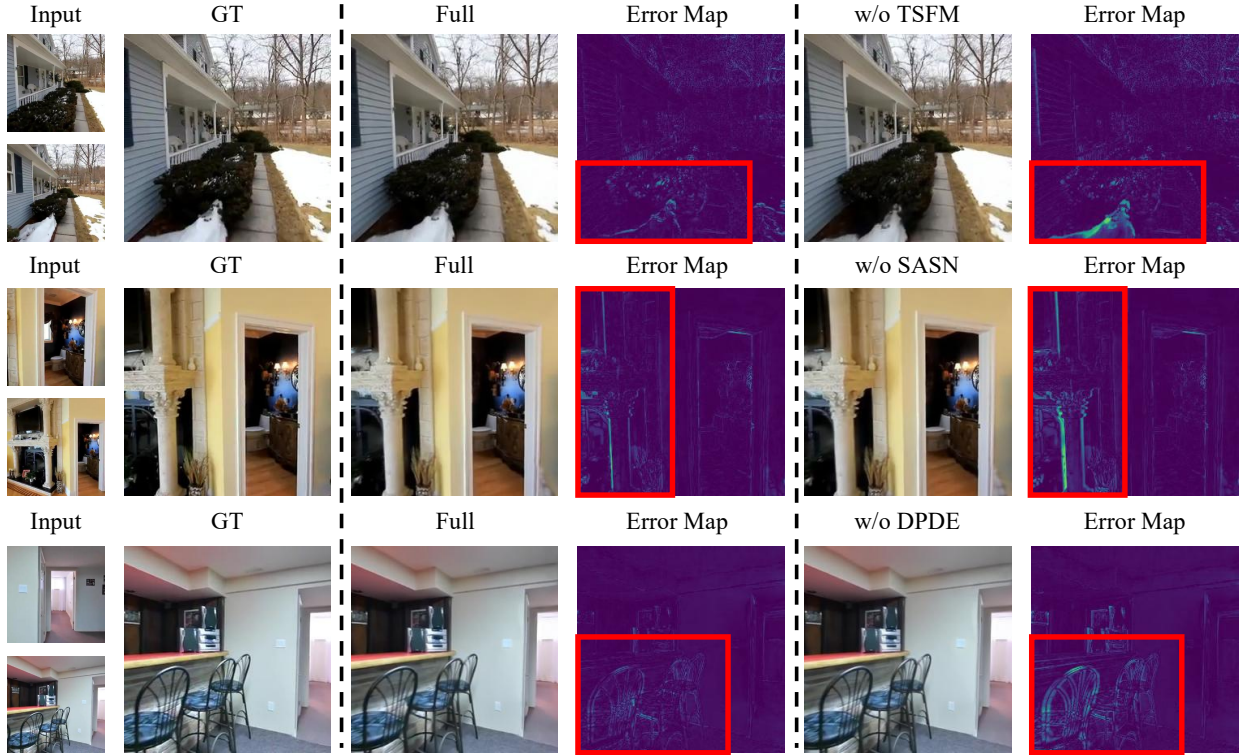 Input GT Full Error Map w/o TSFM Error Map
Input GT Full Error Map w/o SASN Error Map
Input GT Full Error Map w/o DPDE Error Map